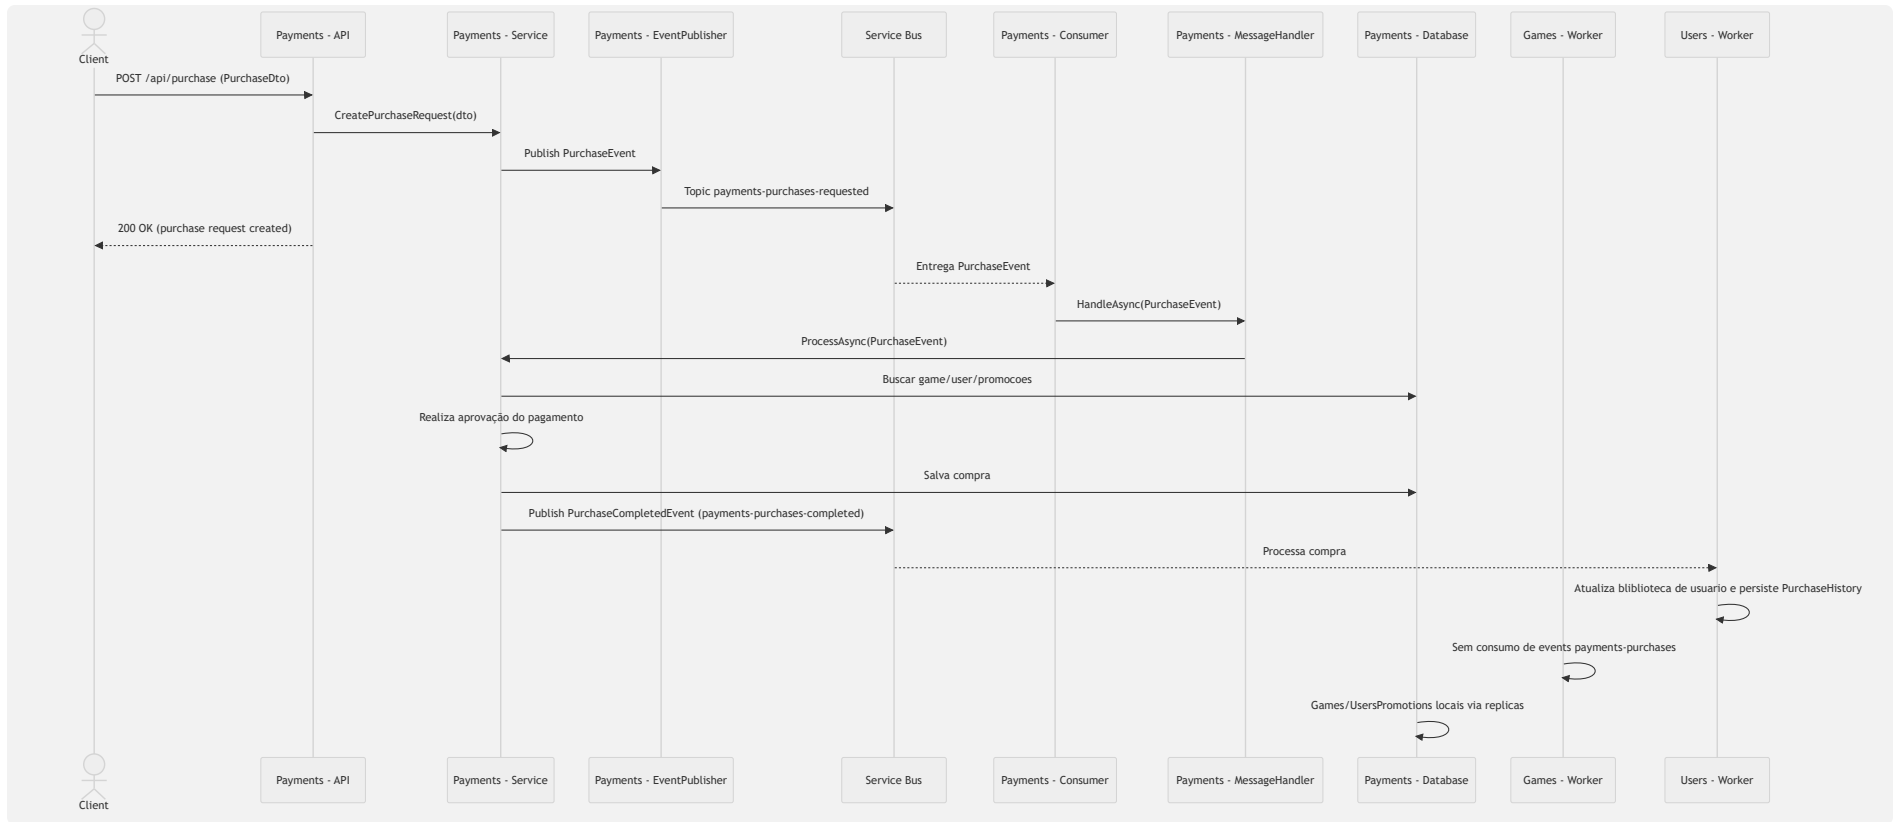 Client
Payments - API
Payments - Service
Payments - EventPublisher
Service Bus
Payments - Consumer
Payments - MessageHandler
Payments - Database
Games - Worker
Users - Worker
POST /api/purchase (PurchaseDto)
CreatePurchaseRequest(dto)
Publish PurchaseEvent
Topic payments-purchases-requested
200 OK (purchase request created)
Entrega PurchaseEvent
HandleAsync(PurchaseEvent)
ProcessAsync(PurchaseEvent)
Buscar game/user/promocoes
Realiza aprovação do pagamento
Salva compra
Publish PurchaseCompletedEvent (payments-purchases-completed)
Processa compra
Atualiza bliblioteca de usuario e persiste PurchaseHistory
Sem consumo de events payments-purchases
Games/UsersPromotions locais via replicas
Client
Payments - API
Payments - Service
Payments - EventPublisher
Service Bus
Payments - Consumer
Payments - MessageHandler
Payments - Database
Games - Worker
Users - Worker